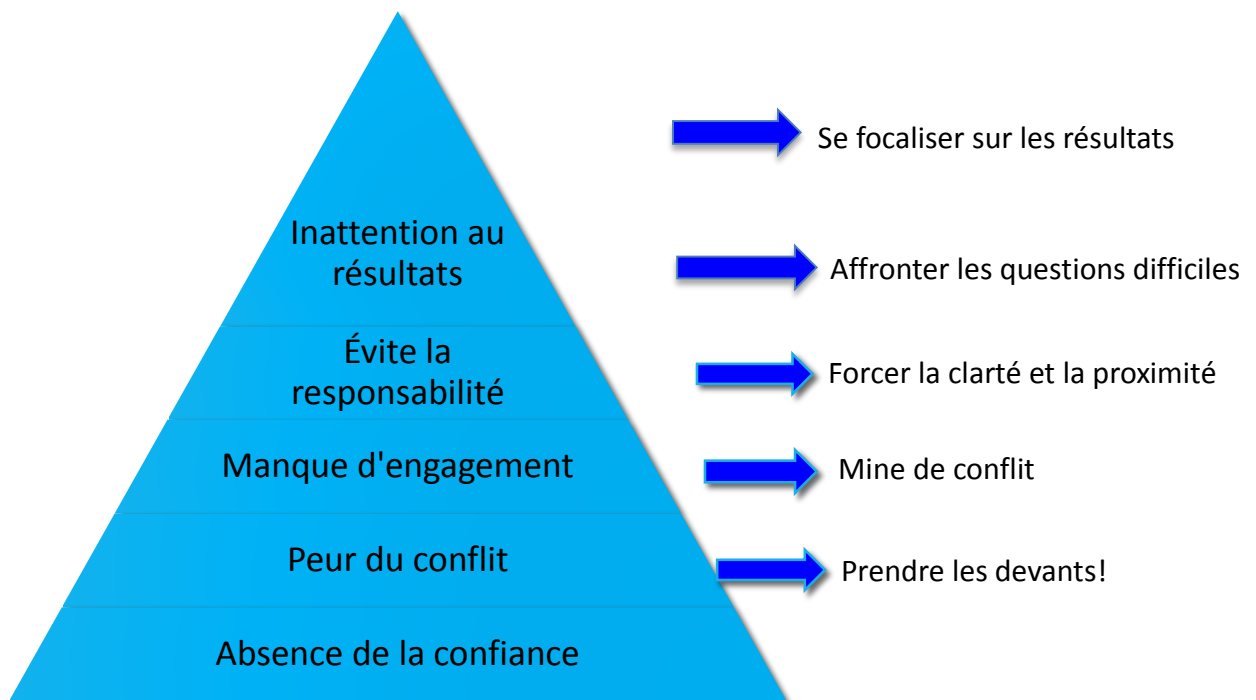 Inattention au
résultats
Évite la
responsabilité
Manque d'engagement
Peur du conflit
Absence de la confiance
Se focaliser sur les résultats
Affronter les questions difficiles
Forcer la clarté et la proximité
Mine de conflit
Prendre les devants!